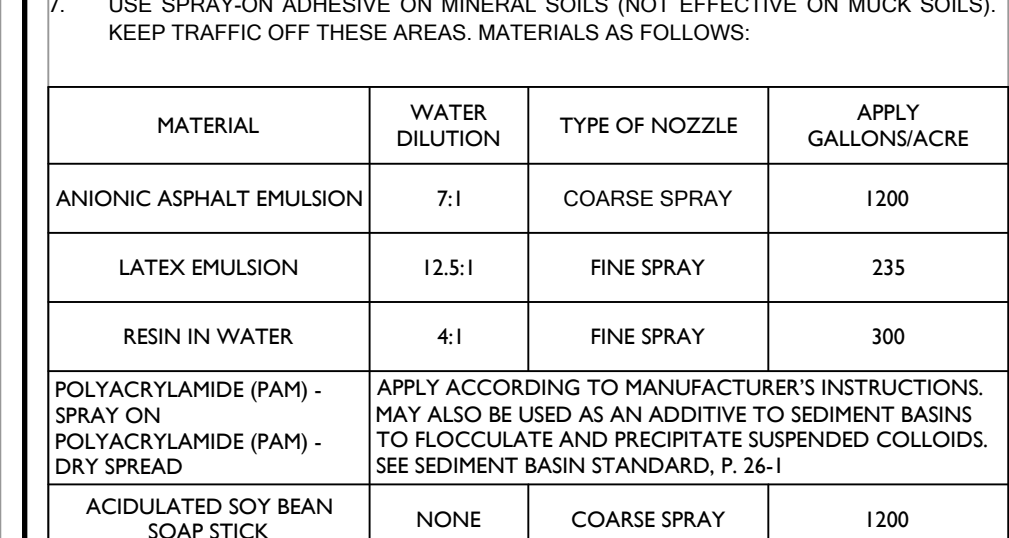 7. USE SPRAY-ON ADHESIVE ON MINERAL SOILS (NOT EFFECTIVE ON MUCK SOILS).
KEEP TRAFFIC OFF THESE AREAS. MATERIALS AS FOLLOWS:
MATERIAL WATER DILUTION TYPE OF NOZZLE APPLY GALLONS/ACRE
ANIONIC ASPHALT EMULSION 7:1 COARSE SPRAY 1200
LATEX EMULSION 12.5:1 FINE SPRAY 235
RESIN IN WATER 4:1 FINE SPRAY 300
POLYACRYLAMIDE (PAM) -
SPRAY ON
POLYACRYLAMIDE (PAM) -
DRY SPREAD
APPLY ACCORDING TO MANUFACTURER'S INSTRUCTIONS.
MAY ALSO BE USED AS AN ADDITIVE TO SEDIMENT BASINS
TO FLOCCULATE AND PRECIPITATE SUSPENDED COLLOIDS.
SEE SEDIMENT BASIN STANDARD, P. 26-1
ACIDULATED SOY BEAN
SOAP STICK
NONE COARSE SPRAY 1200